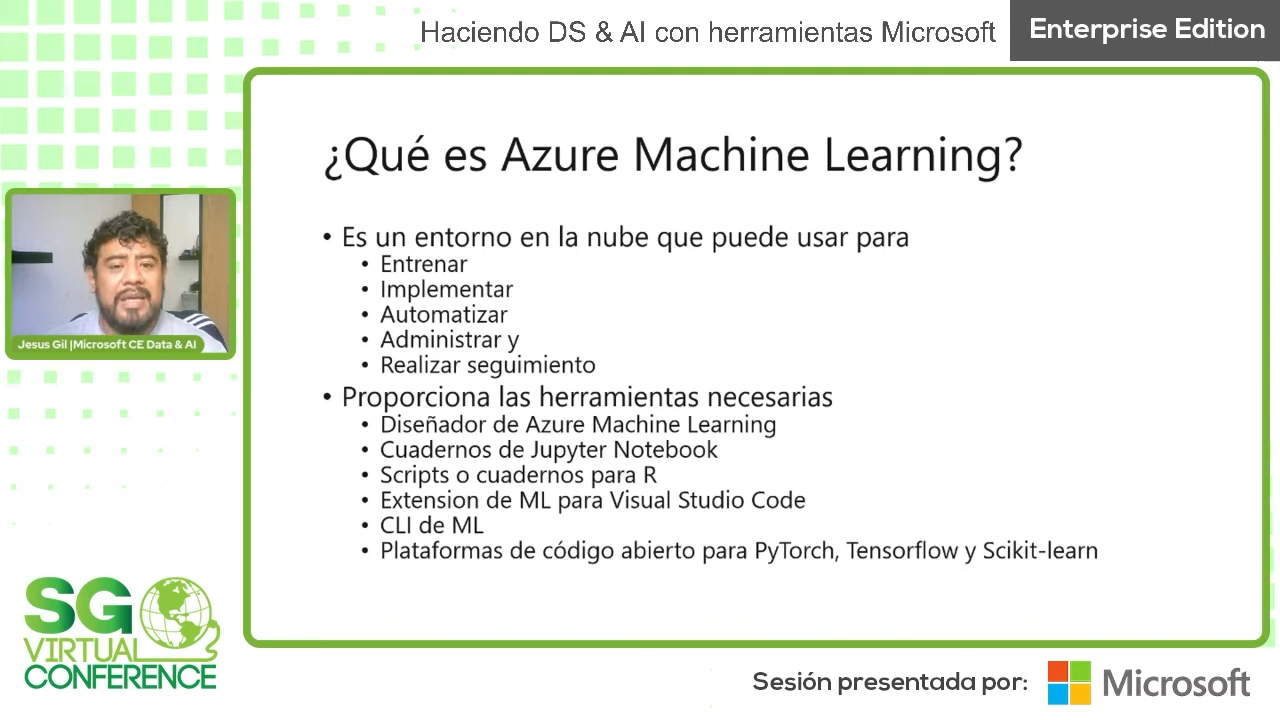 Haciendo DS & AI con herramientas Microsoft
Enterprise Edition
¿Qué es Azure Machine Learning?
• Es un entorno en la nube que puede usar para
• Entrenar
• Implementar
• Automatizar
• Administrar y
• Realizar seguimiento
• Proporciona las herramientas necesarias
• Diseñador de Azure Machine Learning
• Cuadernos de Jupyter Notebook
• Scripts o cuadernos para R
• Extension de ML para Visual Studio Code
• CLI de ML
• Plataformas de código abierto para PyTorch, Tensorflow y Scikit-learn
Jesus Gil |Microsoft CE Data & AI
SG
VIRTUAL
CONFERENCE
Sesión presentada por:
Microsoft